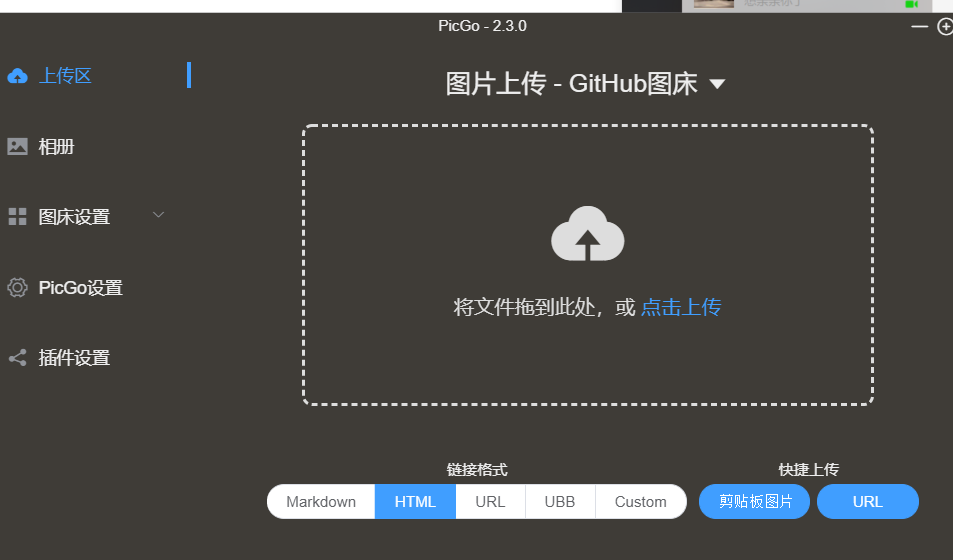 PicGo - 2.3.0
上传区
图片上传 - GitHub图床
相册
图床设置
PicGo设置
将文件拖到此处，或 点击上传
插件设置
链接格式
快捷上传
Markdown HTML URL UBB Custom 剪贴板图片 URL